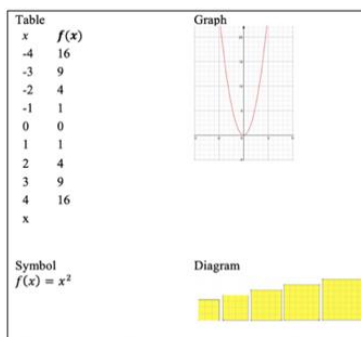 Table
x f(x)
-4 16
-3 9
-2 4
-1 1
0 0
1 1
2 4
3 9
4 16
x
Graph
Symbol
f(x) = x²
Diagram